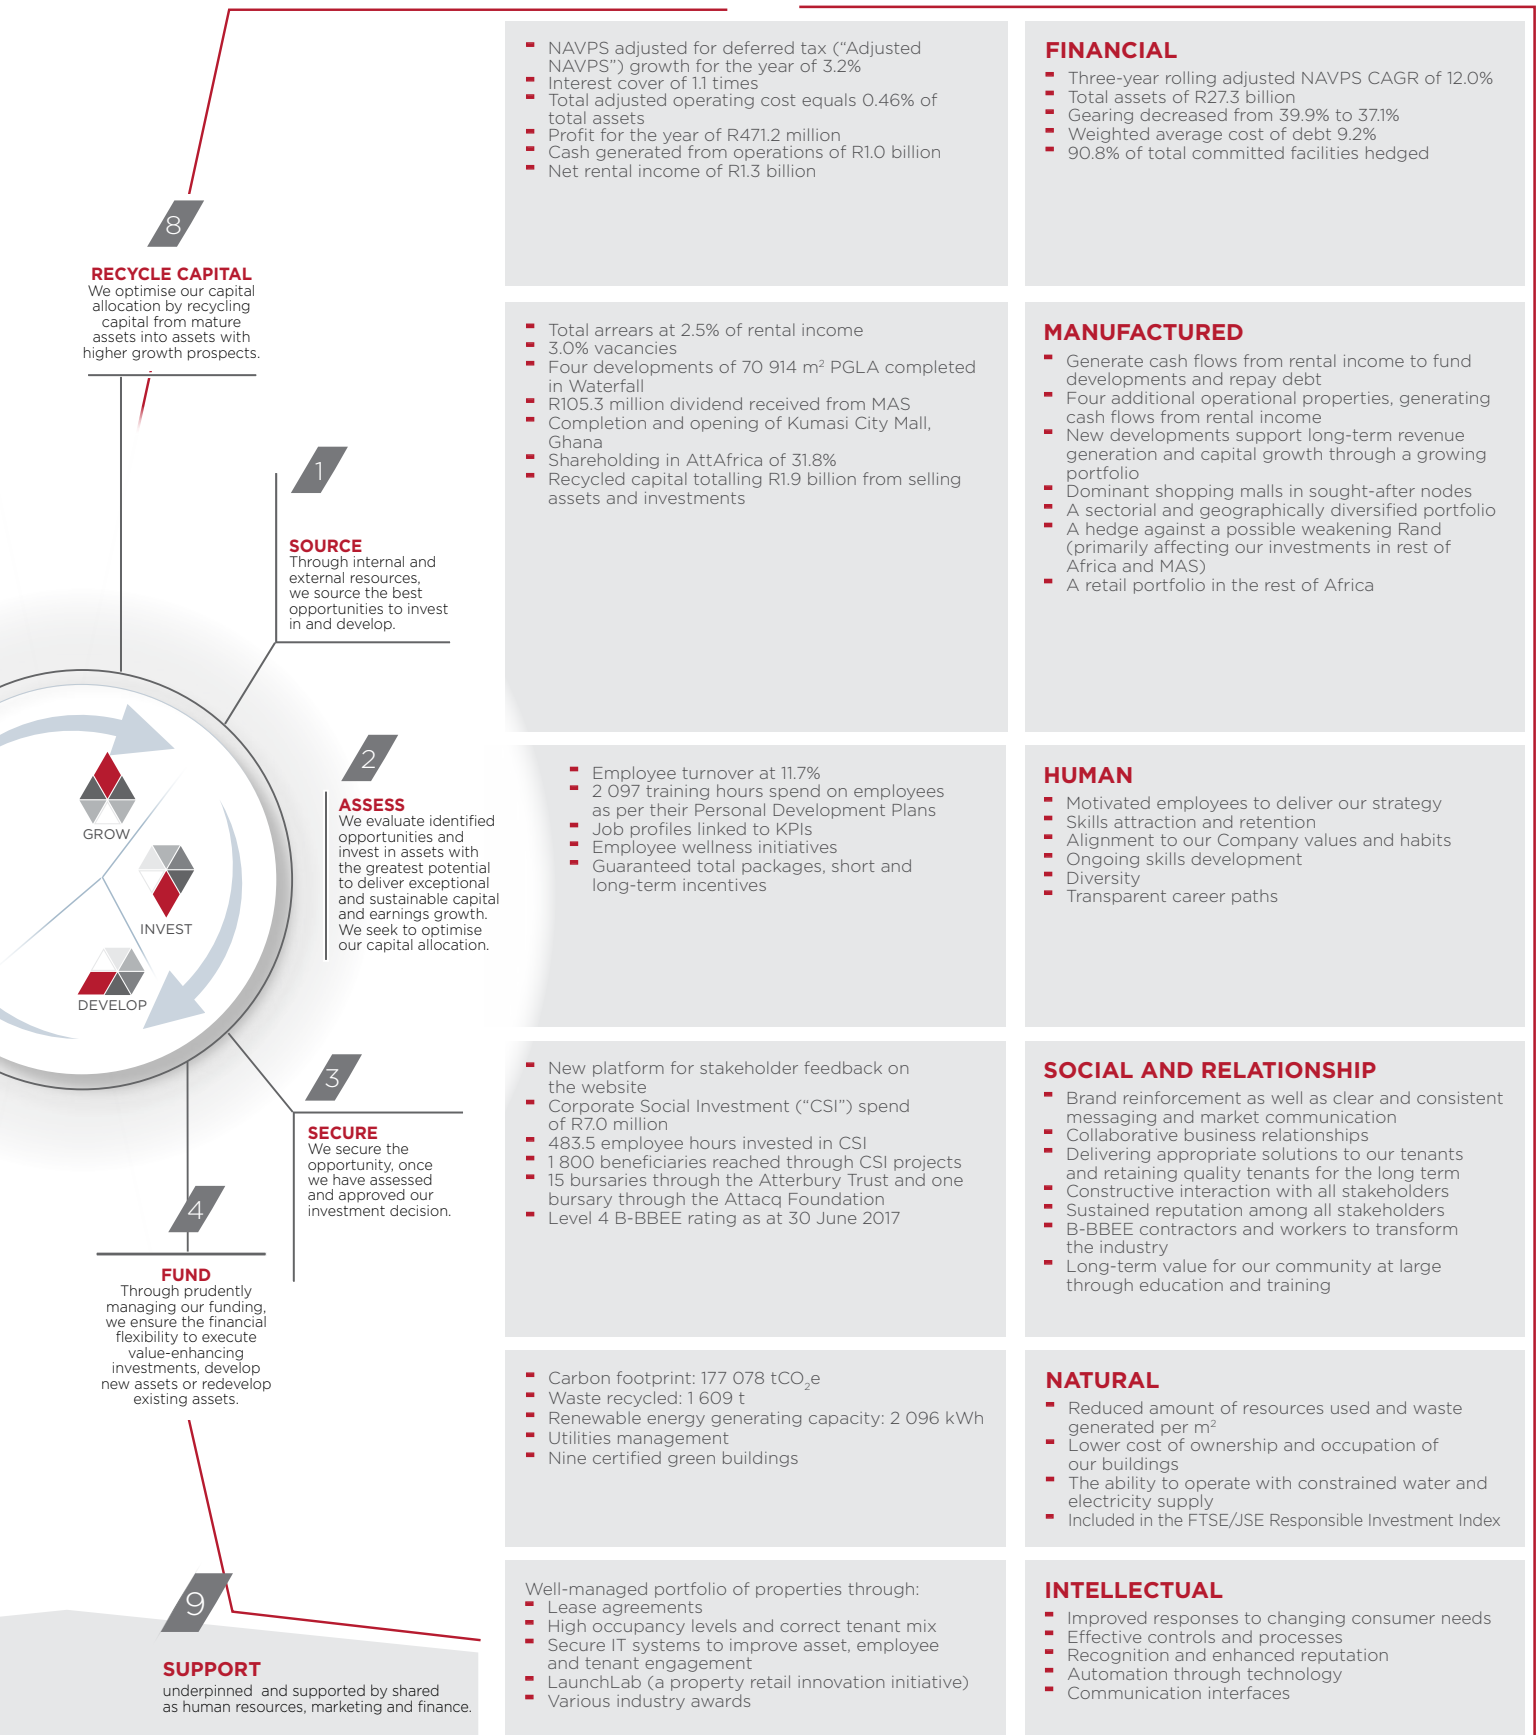 8
RECYCLE CAPITAL
We optimise our capital
allocation by recycling
capital from mature
assets into assets with
higher growth prospects.
1
SOURCE
Through internal and
external resources,
we source the best
opportunities to invest
in and develop.
2
ASSESS
We evaluate identified
opportunities and
invest in assets with
the greatest potential
to deliver exceptional
and sustainable capital
and earnings growth.
We seek to optimise
our capital allocation.
GROW
INVEST
DEVELOP
3
SECURE
We secure the
opportunity, once
we have assessed
and approved our
investment decision.
4
FUND
Through prudently
managing our funding,
we ensure the financial
flexibility to execute
value-enhancing
investments, develop
new assets or redevelop
existing assets.
9
SUPPORT
underpinned and supported by shared
as human resources, marketing and finance.
- NAVPS adjusted for deferred tax (“Adjusted
NAVPS”) growth for the year of 3.2%
- Interest cover of 1.1 times
- Total adjusted operating cost equals 0.46% of
total assets
- Profit for the year of R471.2 million
- Cash generated from operations of R1.0 billion
- Net rental income of R1.3 billion
FINANCIAL
- Three-year rolling adjusted NAVPS CAGR of 12.0%
- Total assets of R27.3 billion
- Gearing decreased from 39.9% to 37.1%
- Weighted average cost of debt 9.2%
- 90.8% of total committed facilities hedged
- Total arrears at 2.5% of rental income
- 3.0% vacancies
- Four developments of 70 914 m² PGLA completed
in Waterfall
- R105.3 million dividend received from MAS
- Completion and opening of Kumasi City Mall,
Ghana
- Shareholding in AttAfrica of 31.8%
- Recycled capital totalling R1.9 billion from selling
assets and investments
MANUFACTURED
- Generate cash flows from rental income to fund
developments and repay debt
- Four additional operational properties, generating
cash flows from rental income
- New developments support long-term revenue
generation and capital growth through a growing
portfolio
- Dominant shopping malls in sought-after nodes
- A sectorial and geographically diversified portfolio
- A hedge against a possible weakening Rand
(primarily affecting our investments in rest of
Africa and MAS)
- A retail portfolio in the rest of Africa
- Employee turnover at 11.7%
- 2 097 training hours spend on employees
as per their Personal Development Plans
- Job profiles linked to KPIs
- Employee wellness initiatives
- Guaranteed total packages, short and
long-term incentives
HUMAN
- Motivated employees to deliver our strategy
- Skills attraction and retention
- Alignment to our Company values and habits
- Ongoing skills development
- Diversity
- Transparent career paths
- New platform for stakeholder feedback on
the website
- Corporate Social Investment (“CSI”) spend
of R7.0 million
- 483.5 employee hours invested in CSI
- 1 800 beneficiaries reached through CSI projects
- 15 bursaries through the Atterbury Trust and one
bursary through the Attacq Foundation
- Level 4 B-BBEE rating as at 30 June 2017
SOCIAL AND RELATIONSHIP
- Brand reinforcement as well as clear and consistent
messaging and market communication
- Collaborative business relationships
- Delivering appropriate solutions to our tenants
and retaining quality tenants for the long term
- Constructive interaction with all stakeholders
- Sustained reputation among all stakeholders
- B-BBEE contractors and workers to transform
the industry
- Long-term value for our community at large
through education and training
- Carbon footprint: 177 078 tCO₂e
- Waste recycled: 1 609 t
- Renewable energy generating capacity: 2 096 kWh
- Utilities management
- Nine certified green buildings
NATURAL
- Reduced amount of resources used and waste
generated per m²
- Lower cost of ownership and occupation of
our buildings
- The ability to operate with constrained water and
electricity supply
- Included in the FTSE/JSE Responsible Investment Index
Well-managed portfolio of properties through:
- Lease agreements
- High occupancy levels and correct tenant mix
- Secure IT systems to improve asset, employee
and tenant engagement
- LaunchLab (a property retail innovation initiative)
- Various industry awards
INTELLECTUAL
- Improved responses to changing consumer needs
- Effective controls and processes
- Recognition and enhanced reputation
- Automation through technology
- Communication interfaces